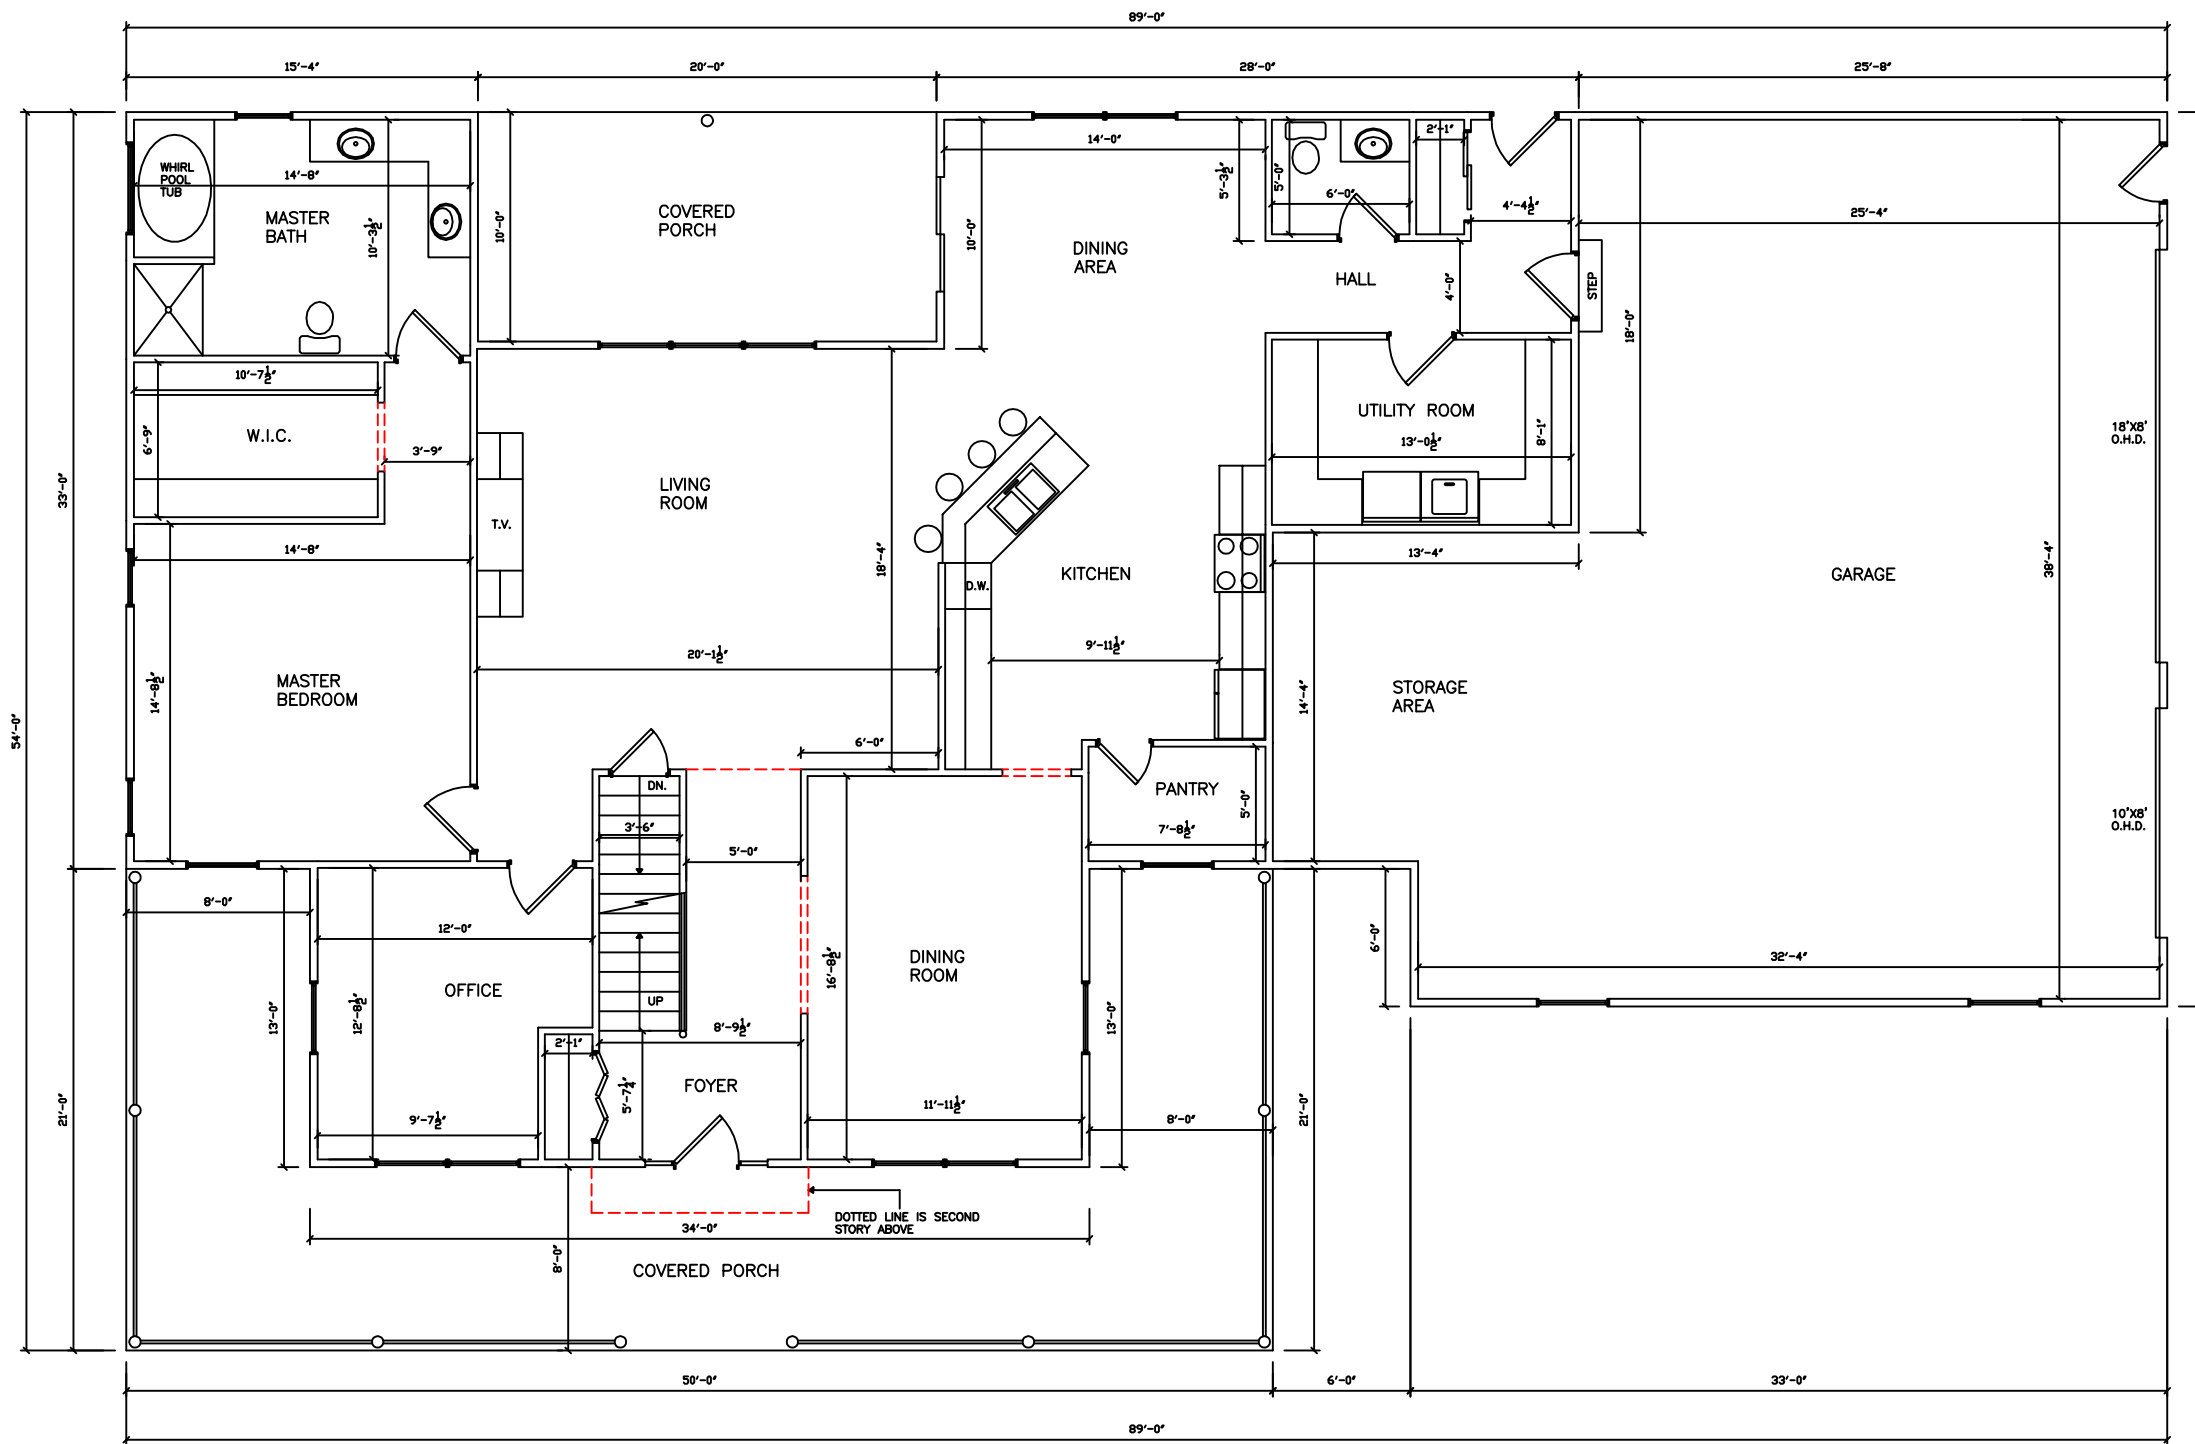 89'-0"
15'-4"
20'-0"
28'-0"
25'-8"
WHIRL
POOL
TUB
14'-8"
MASTER
BATH
10'-3½"
10'-0"
COVERED
PORCH
10'-0"
14'-0"
DINING
AREA
5'-3½"
5'-0"
6'-0"
2'-1"
4'-4½"
HALL
4'-0"
STEP
25'-4"
18'-0"
10'-7½"
W.I.C.
6'-9"
3'-9"
33'-0"
54'-0"
LIVING
ROOM
T.V.
UTILITY ROOM
13'-0½"
8'-1"
18'X8'
O.H.D.
14'-8"
18'-4"
D.W.
KITCHEN
13'-4"
GARAGE
38'-4"
14'-8½"
MASTER
BEDROOM
20'-1½"
9'-11½"
14'-4"
STORAGE
AREA
6'-0"
DN.
3'-6"
5'-0"
PANTRY
7'-8½"
5'-0"
10'X8'
O.H.D.
8'-0"
12'-0"
OFFICE
12'-8½"
13'-0"
UP
8'-9½"
16'-8½"
DINING
ROOM
13'-0"
6'-0"
32'-4"
21'-0"
2'-1"
5'-7¼"
FOYER
9'-7½"
11'-11½"
8'-0"
21'-0"
DOTTED LINE IS SECOND
STORY ABOVE
34'-0"
8'-0"
COVERED PORCH
50'-0"
6'-0"
33'-0"
89'-0"